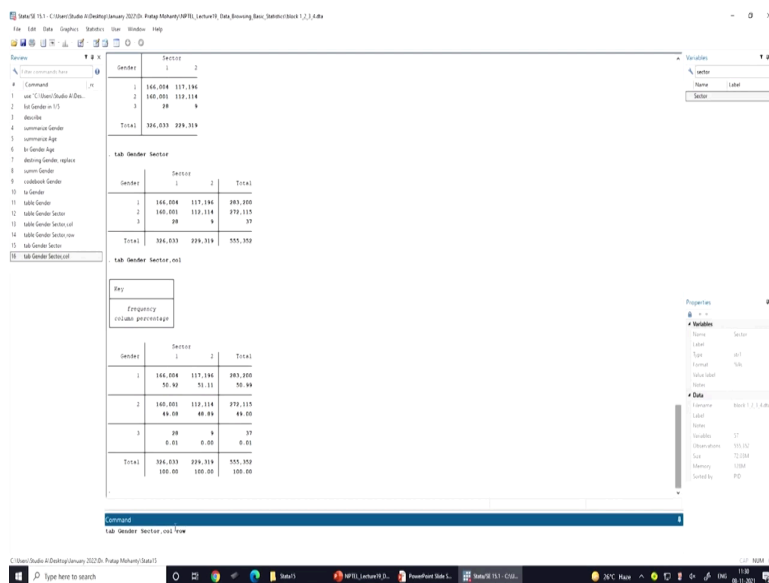 Stata/SE 15.1 - C:\Users\Studio A\Desktop\January 2022\Dr. Pratap Mohanty\NPTEL_Lecture19_Data_Browsing_Basic_Statistics\block 1_2_3_4.dta
File Edit Data Graphics Statistics User Window Help
Review
Filter commands here
# Command _rc
1 use "C:\Users\Studio A\Des...
2 list Gender in 1/5
3 describe
4 summarize Gender
5 summarize Age
6 br Gender Age
7 destring Gender, replace
8 summ Gender
9 codebook Gender
10 ta Gender
11 table Gender
12 table Gender Sector
13 table Gender Sector,col
14 table Gender Sector,row
15 tab Gender Sector
16 tab Gender Sector,col
Sector
Gender 1 2
1 166,004 117,196
2 160,001 112,114
3 28 9
Total 326,033 229,319
. tab Gender Sector
Sector
Gender 1 2 Total
1 166,004 117,196 283,200
2 160,001 112,114 272,115
3 28 9 37
Total 326,033 229,319 555,352
. tab Gender Sector,col
Key
frequency
column percentage
Sector
Gender 1 2 Total
1 166,004 117,196 283,200
50.92 51.11 50.99
2 160,001 112,114 272,115
49.08 48.89 49.00
3 28 9 37
0.01 0.00 0.01
Total 326,033 229,319 555,352
100.00 100.00 100.00
Command
tab Gender Sector,col row
Variables
sector
Name Label
Sector
Properties
Variables
Name Sector
Label
Type str1
Format
Value label
Notes
Data
Filename block 1_2_3_4.dta
Label
Notes
Variables 37
Observations 555,352
Size
Memory
Sorted by PID
C:\Users\Studio A\Desktop\January 2022\Dr. Pratap Mohanty\Stata15
CAP NUM
Type here to search
Stata15
NPTEL_Lecture19_D...
PowerPoint Slide S...
Stata/SE 15.1 - C:\U...
26°C Haze
ENG
11:30
08-11-2021